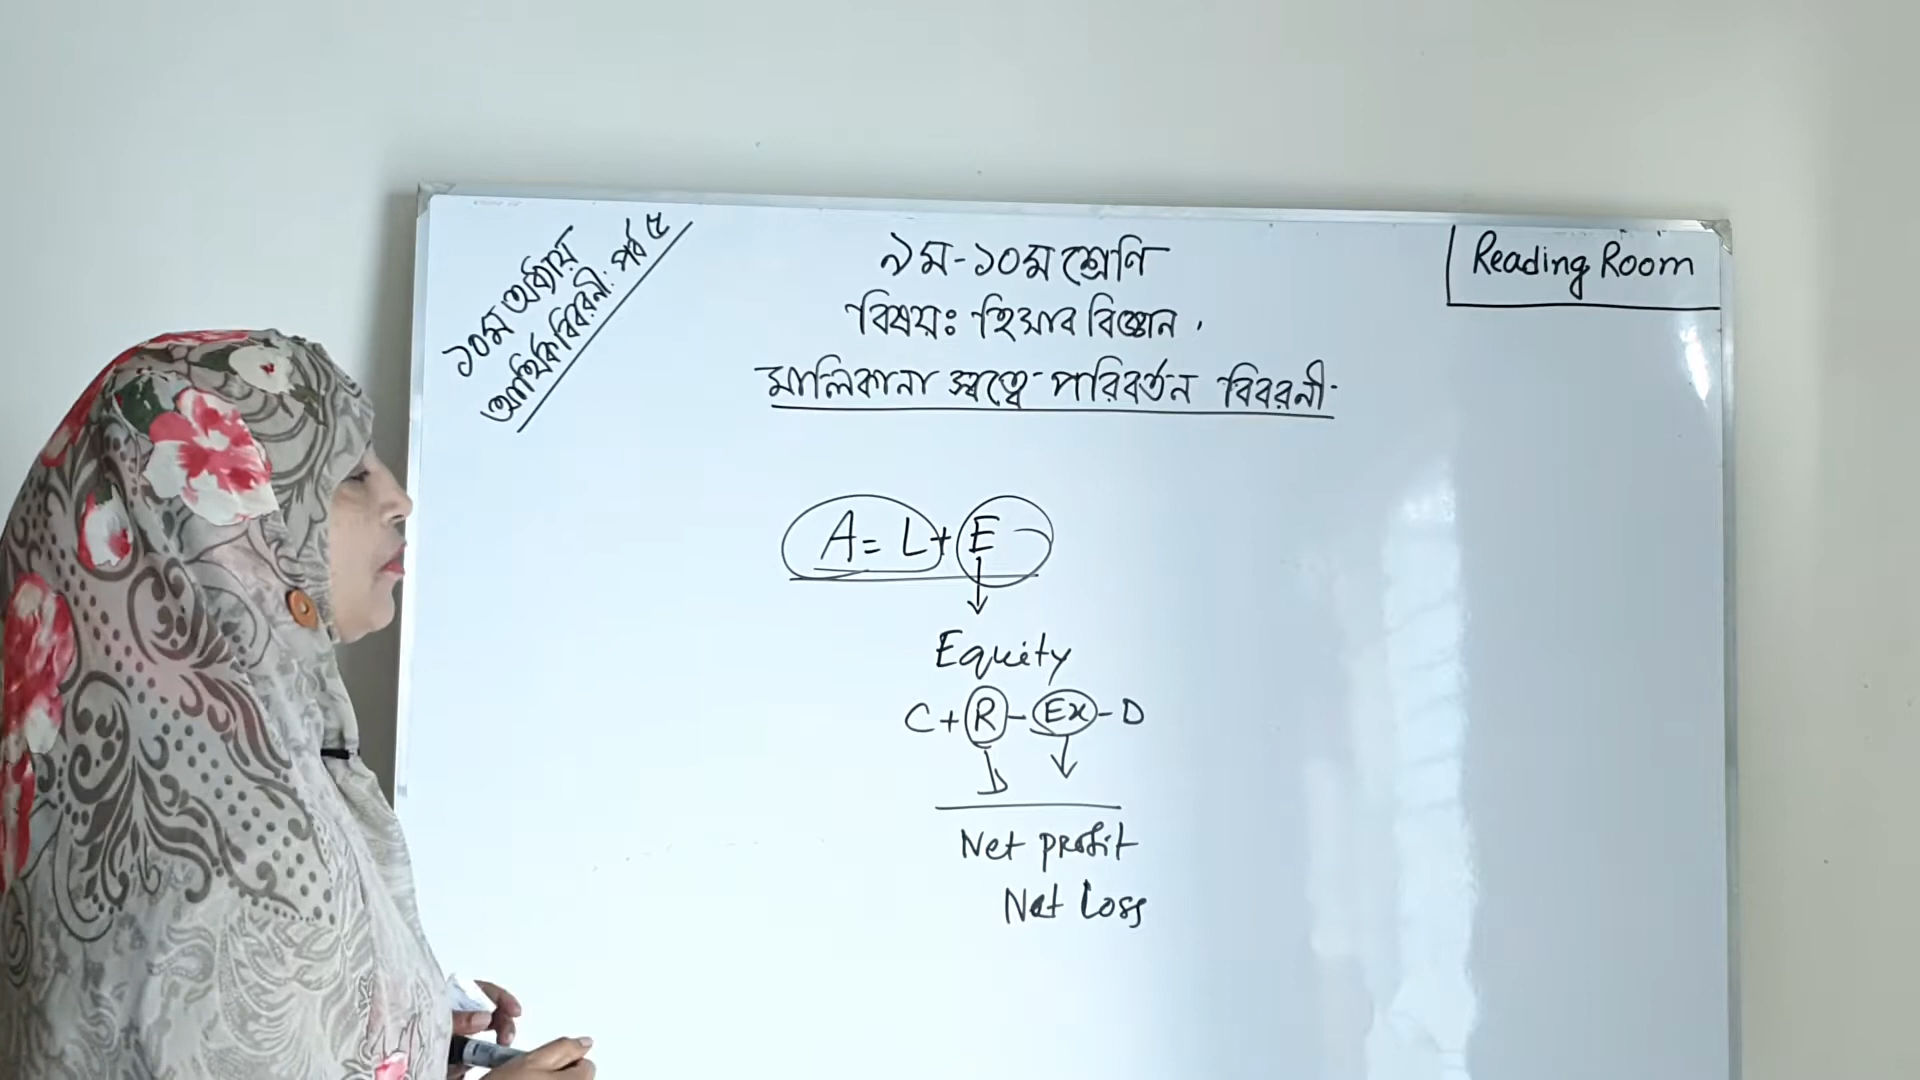 ১০ম অধ্যায়
আর্থিক বিবরনী: পর্ব ৫
৯ম-১০ম শ্রেণি
বিষয়ঃ হিসাব বিজ্ঞান
মালিকানা স্বত্বে পরিবর্তন বিবরনী
Reading Room
A = L + E
Equity
C + R - Ex - D
Net profit
Net Loss